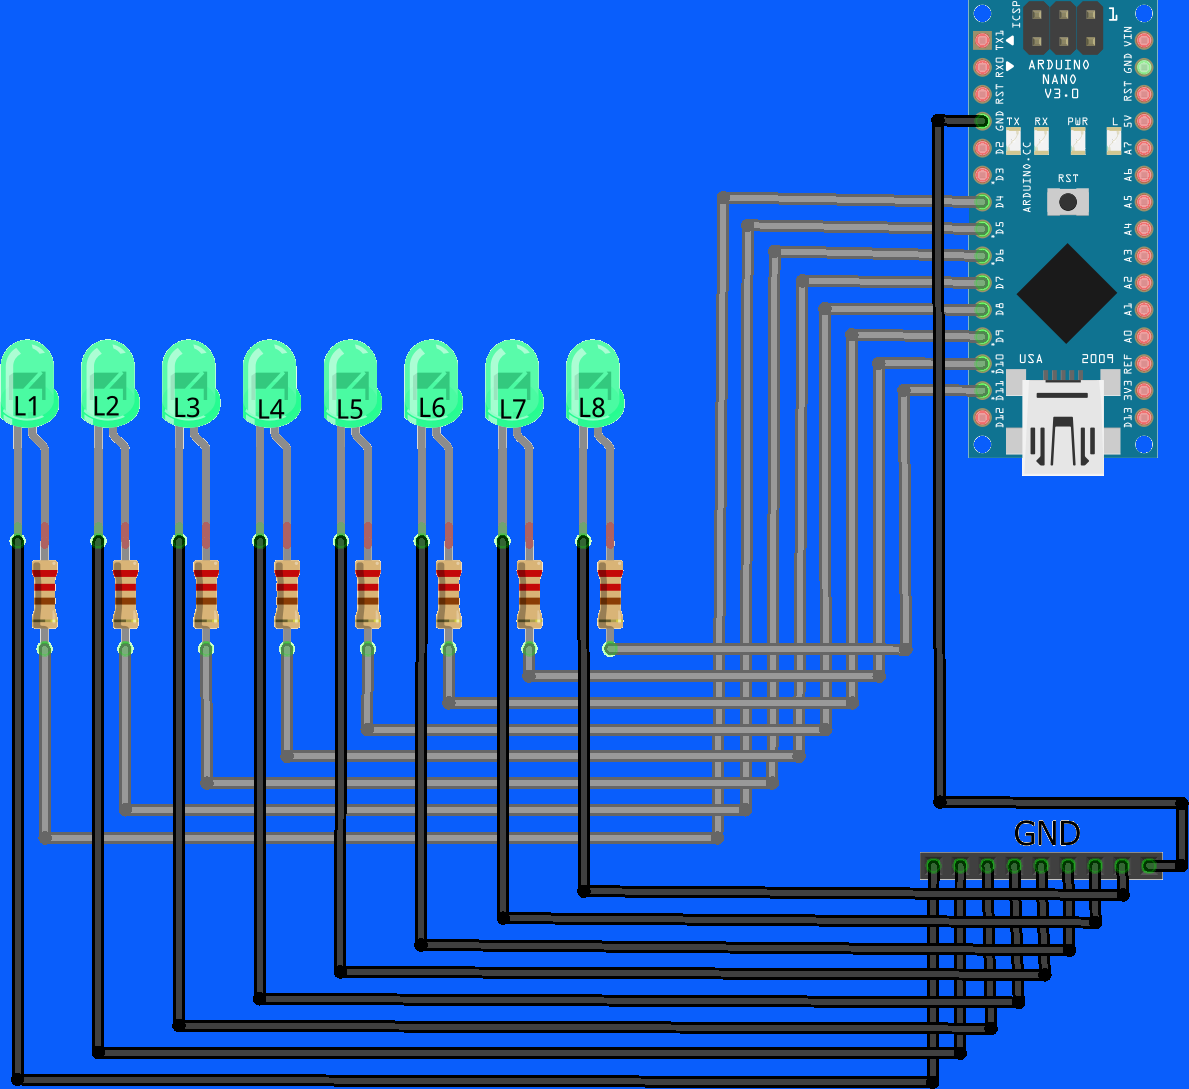 ICSP
1
TX1
RX0
RST
GND
D2
D3
D4
D5
D6
D7
D8
D9
D10
D11
D12
VIN
GND
RST
5V
A7
A6
A5
A4
A3
A2
A1
A0
REF
3V3
D13
ARDUINO
NANO
V3.0
TX RX PWR L
ARDUINO.CC
RST
USA 2009
L1 L2 L3 L4 L5 L6 L7 L8
GND